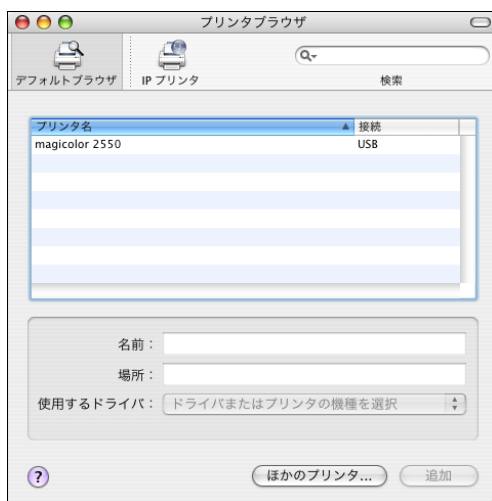 プリンタブラウザ
デフォルトブラウザ
IP プリンタ
検索
プリンタ名 接続
magicolor 2550 USB
名前：
場所：
使用するドライバ： ドライバまたはプリンタの機種を選択
? ほかのプリンタ... 追加